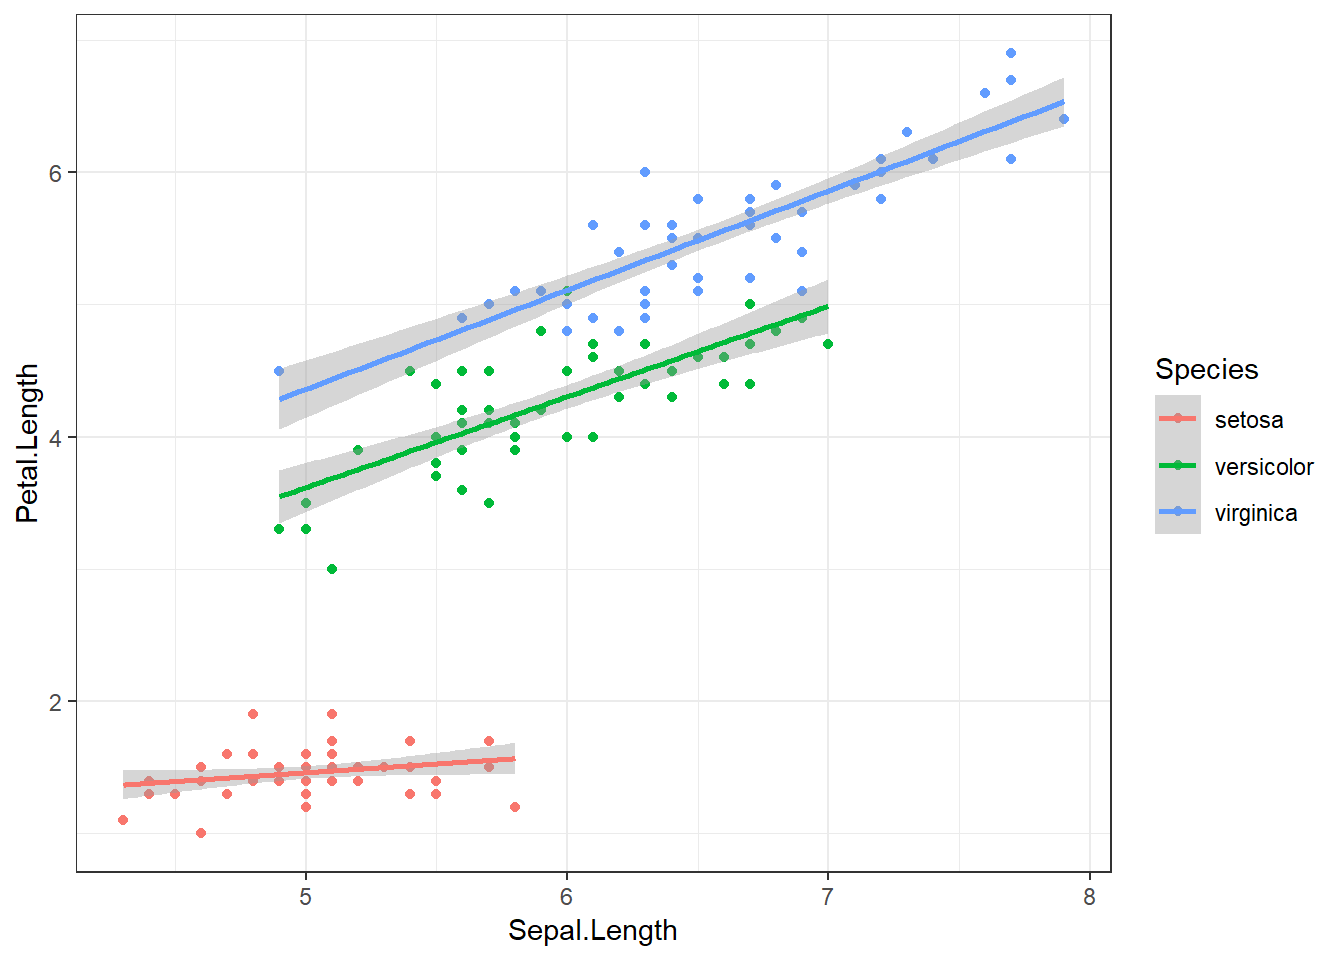 6
4
2
5 6 7 8
Sepal.Length
Petal.Length
Species
setosa
versicolor
virginica